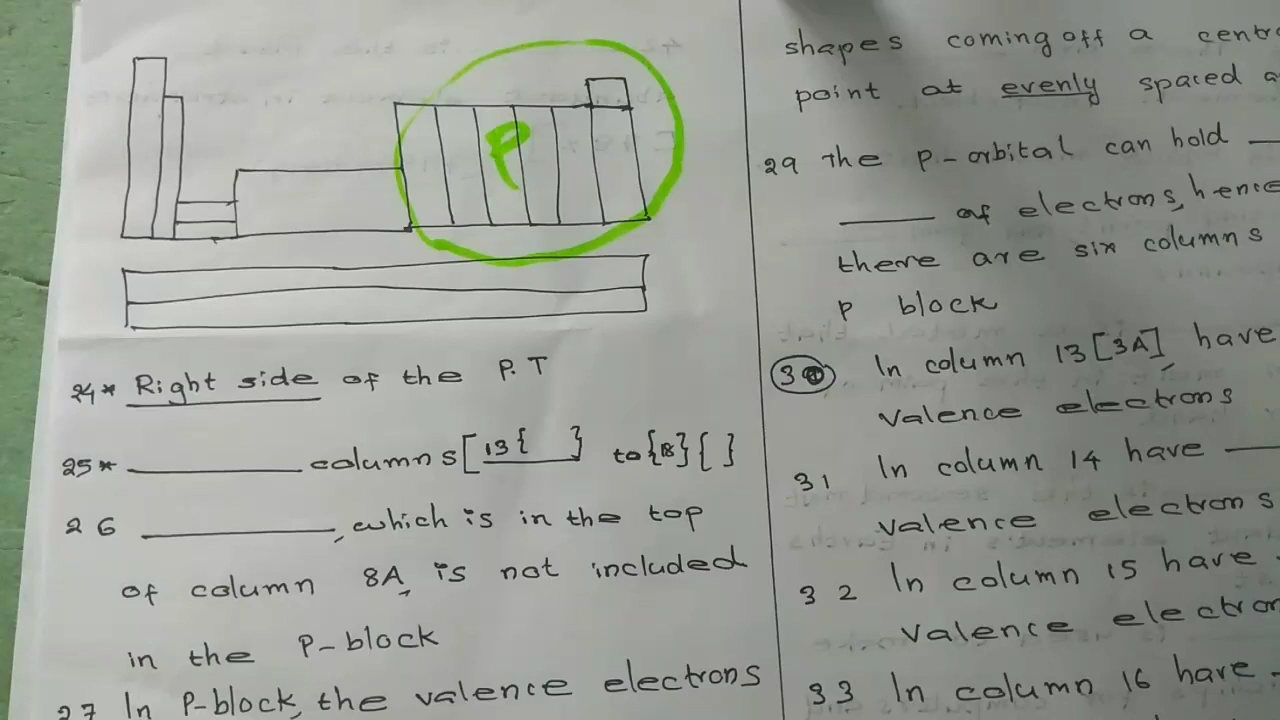 P
24* Right side of the P.T
25* ______ columns [13{ } to {18} { }
26 ______, which is in the top
of column 8A, is not included
in the P-block
27 In P-block, the valence electrons
shapes coming off a
point at evenly spaced
29 The p-orbital can hold __
____ of electrons, hence
there are six columns
p block
30 In column 13[3A], have
valence electrons
31 In column 14 have __
valence electrons
32 In column 15 have
valence
33 In column 16 have